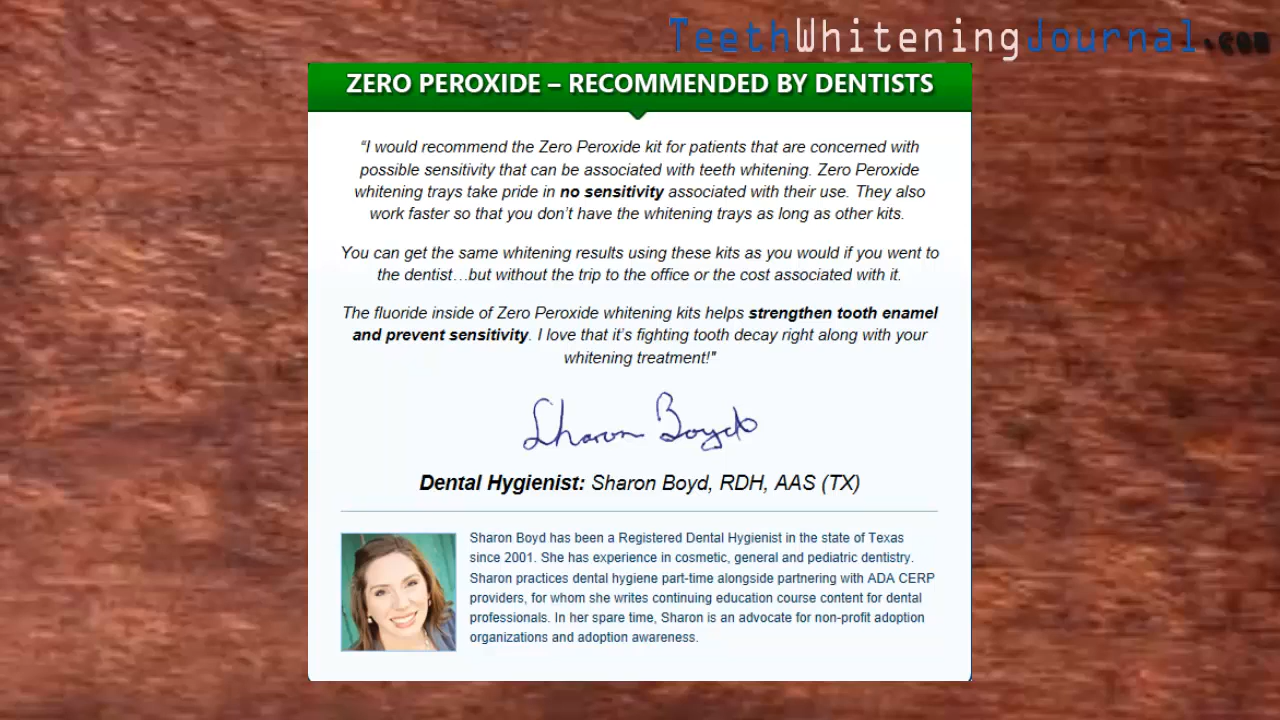 TeethWhiteningJournal.com
ZERO PEROXIDE – RECOMMENDED BY DENTISTS
“I would recommend the Zero Peroxide kit for patients that are concerned with
possible sensitivity that can be associated with teeth whitening. Zero Peroxide
whitening trays take pride in no sensitivity associated with their use. They also
work faster so that you don’t have the whitening trays as long as other kits.
You can get the same whitening results using these kits as you would if you went to
the dentist…but without the trip to the office or the cost associated with it.
The fluoride inside of Zero Peroxide whitening kits helps strengthen tooth enamel
and prevent sensitivity. I love that it’s fighting tooth decay right along with your
whitening treatment!"
Sharon Boyd
Dental Hygienist: Sharon Boyd, RDH, AAS (TX)
Sharon Boyd has been a Registered Dental Hygienist in the state of Texas
since 2001. She has experience in cosmetic, general and pediatric dentistry.
Sharon practices dental hygiene part-time alongside partnering with ADA CERP
providers, for whom she writes continuing education course content for dental
professionals. In her spare time, Sharon is an advocate for non-profit adoption
organizations and adoption awareness.